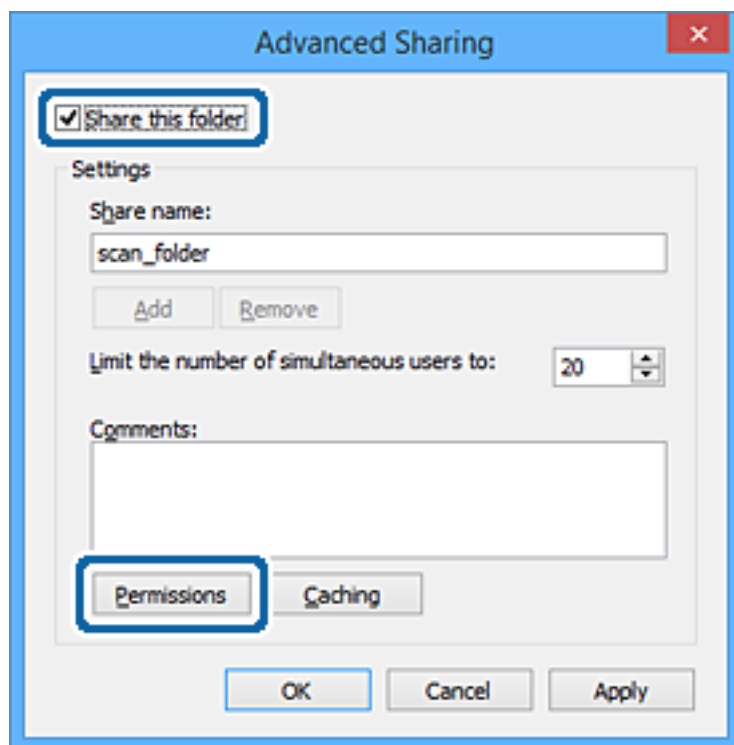 Advanced Sharing
Share this folder
Settings
Share name:
scan_folder
Add Remove
Limit the number of simultaneous users to: 20
Comments:
Permissions Caching
OK Cancel Apply